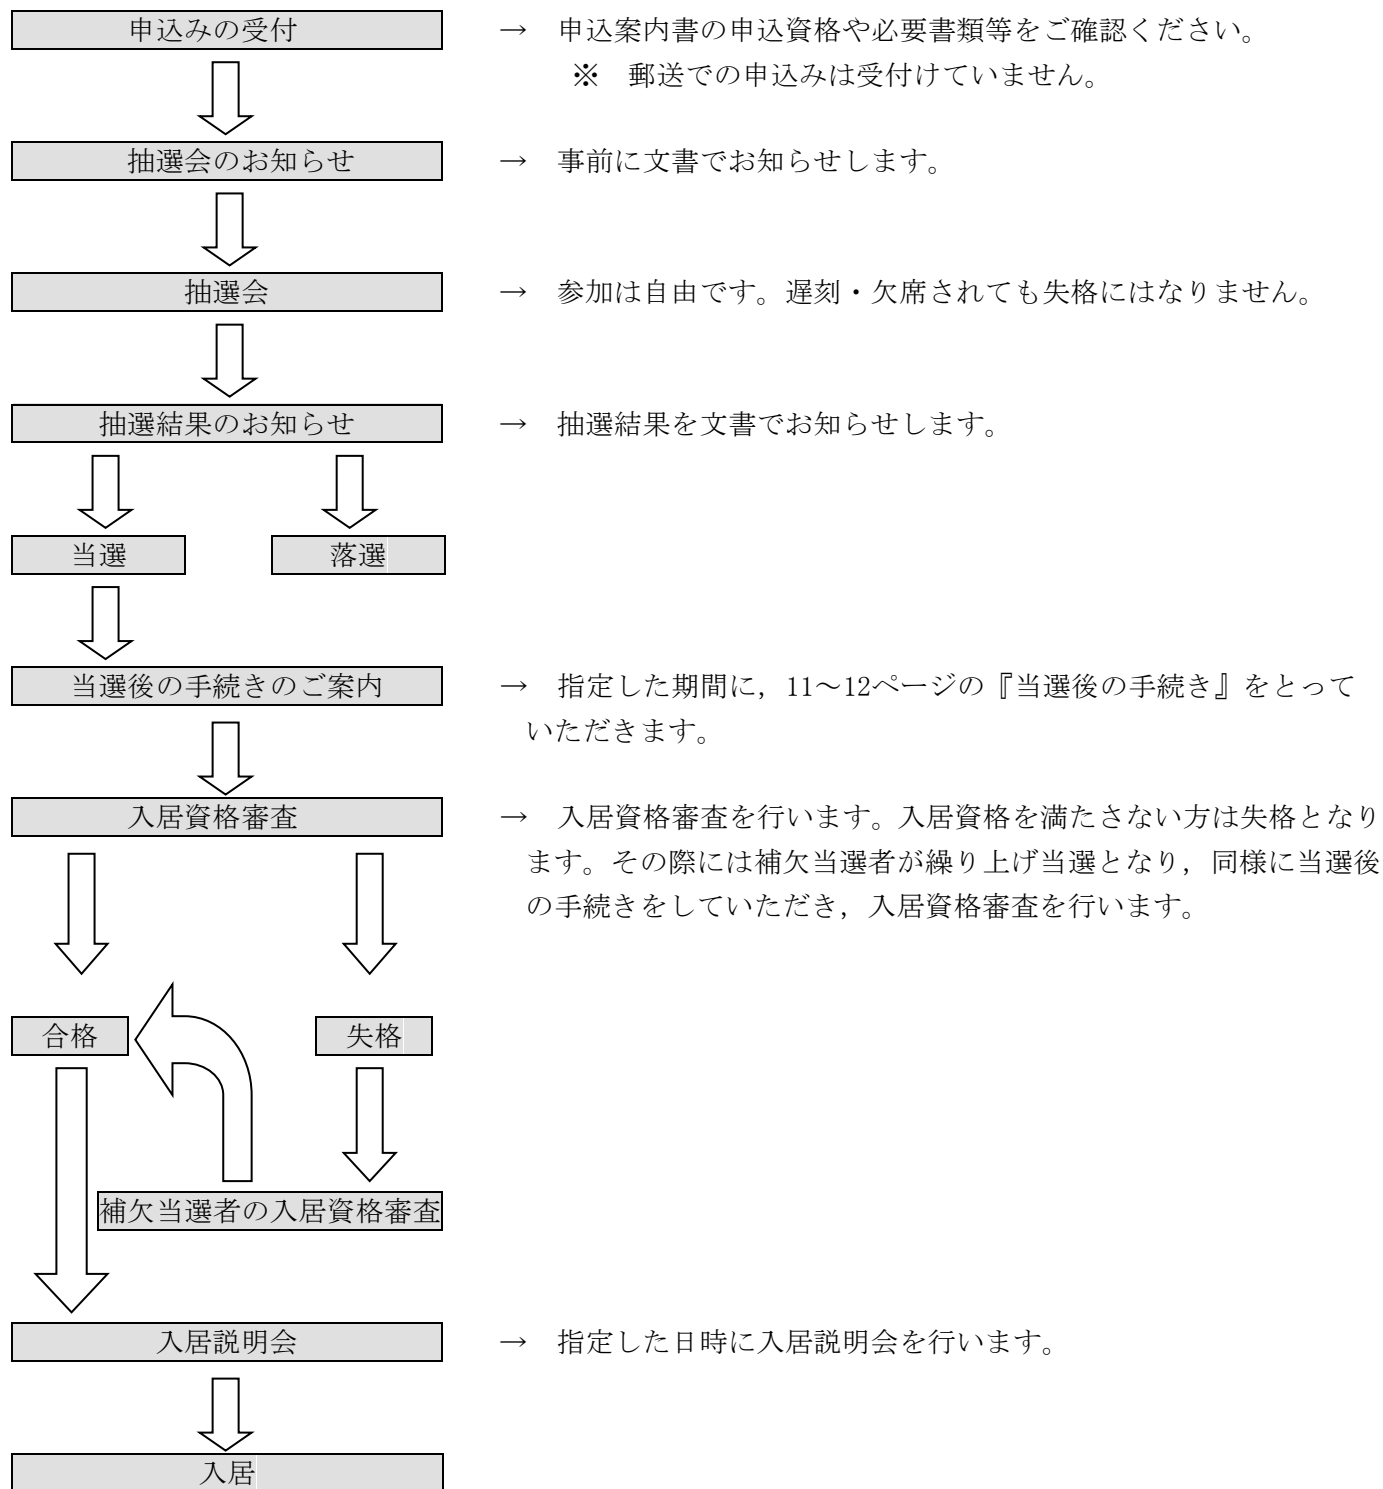 申込みの受付
→　申込案内書の申込資格や必要書類等をご確認ください。
※　郵送での申込みは受付けていません。
抽選会のお知らせ
→　事前に文書でお知らせします。
抽選会
→　参加は自由です。遅刻・欠席されても失格にはなりません。
抽選結果のお知らせ
→　抽選結果を文書でお知らせします。
当選
落選
当選後の手続きのご案内
→　指定した期間に，11～12ページの『当選後の手続き』をとって
いただきます。
入居資格審査
→　入居資格審査を行います。入居資格を満たさない方は失格となり
ます。その際には補欠当選者が繰り上げ当選となり，同様に当選後
の手続きをしていただき，入居資格審査を行います。
合格
失格
補欠当選者の入居資格審査
入居説明会
→　指定した日時に入居説明会を行います。
入居